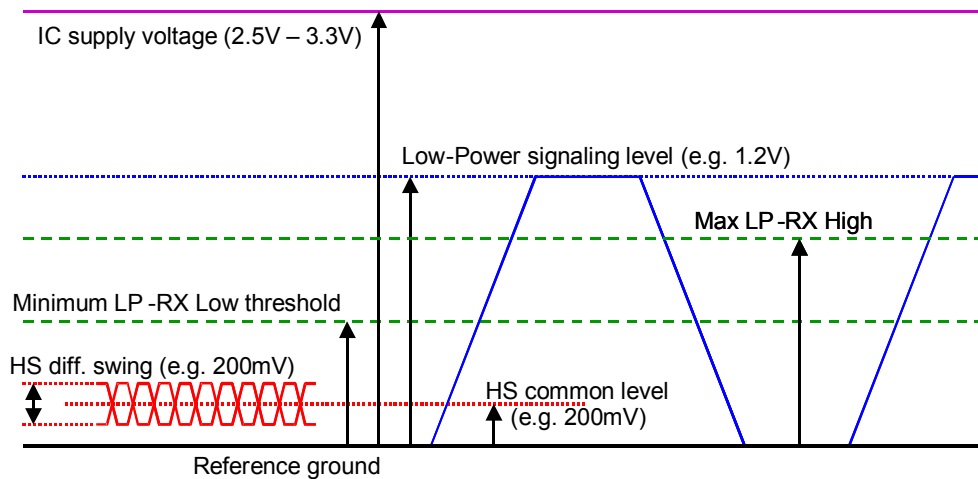 IC supply voltage (2.5V – 3.3V)
Low-Power signaling level (e.g. 1.2V)
Max LP -RX High
Minimum LP -RX Low threshold
HS diff. swing (e.g. 200mV)
HS common level
(e.g. 200mV)
Reference ground